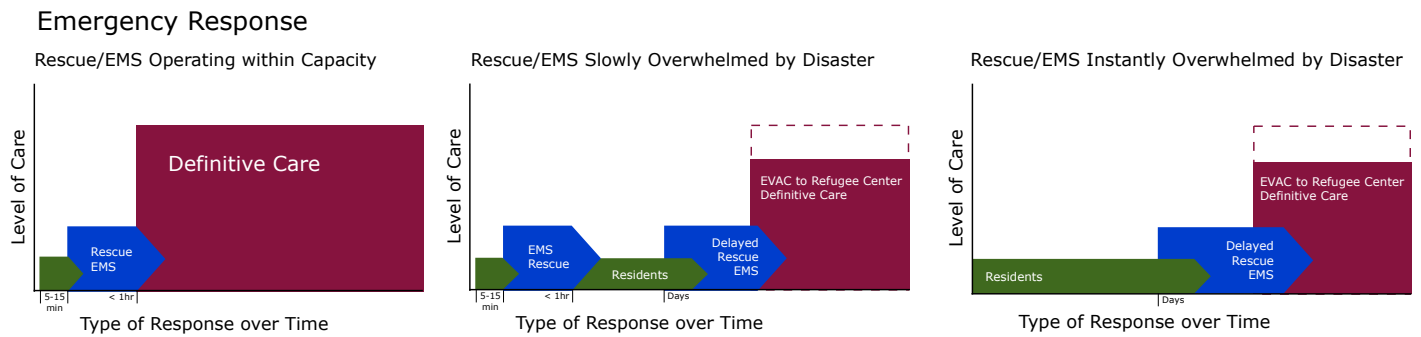 Emergency Response
Rescue/EMS Operating within Capacity
Level of Care
Definitive Care
Rescue
EMS
5-15
min
< 1hr
Type of Response over Time
Rescue/EMS Slowly Overwhelmed by Disaster
Level of Care
EVAC to Refugee Center
Definitive Care
EMS
Rescue
Residents
Delayed
Rescue
EMS
5-15
min
< 1hr
Days
Type of Response over Time
Rescue/EMS Instantly Overwhelmed by Disaster
Level of Care
EVAC to Refugee Center
Definitive Care
Residents
Delayed
Rescue
EMS
Days
Type of Response over Time